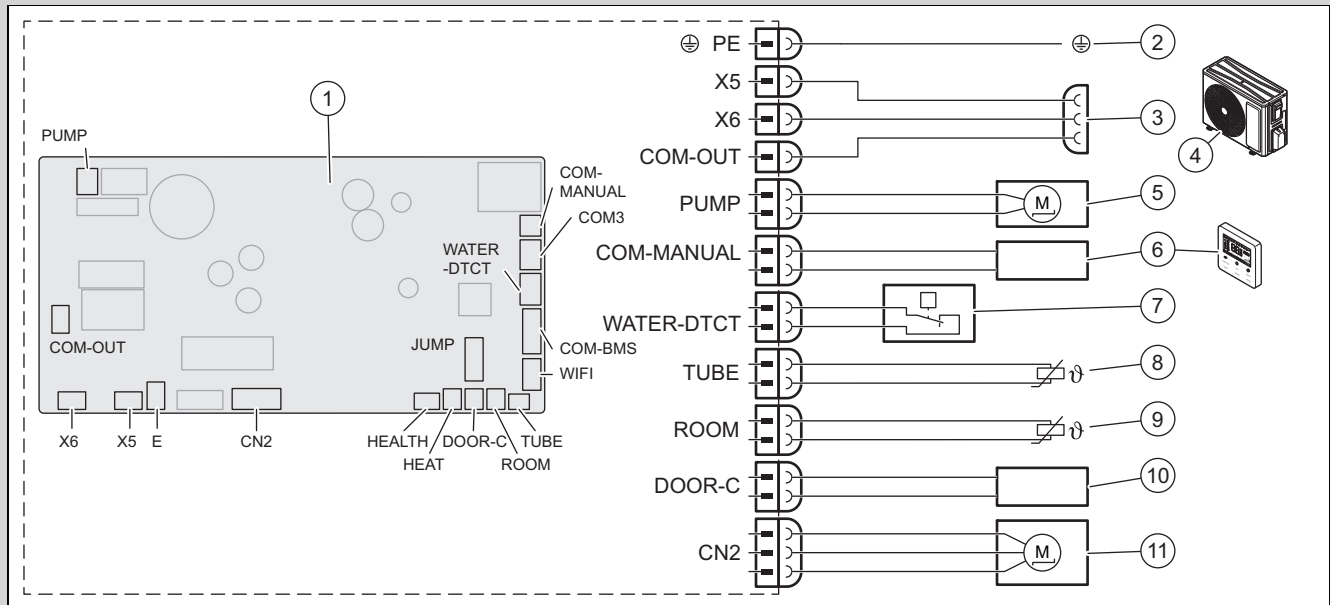 PE
2
X5
1
X6
3
PUMP
COM-OUT
4
COM-
MANUAL
PUMP
M
5
COM3
WATER
-DTCT
COM-MANUAL
6
7
WATER-DTCT
COM-OUT
JUMP
COM-BMS
WIFI
TUBE
ϑ
8
X6
X5
E
CN2
HEALTH
DOOR-C
TUBE
HEAT
ROOM
ROOM
ϑ
9
DOOR-C
10
CN2
M
11